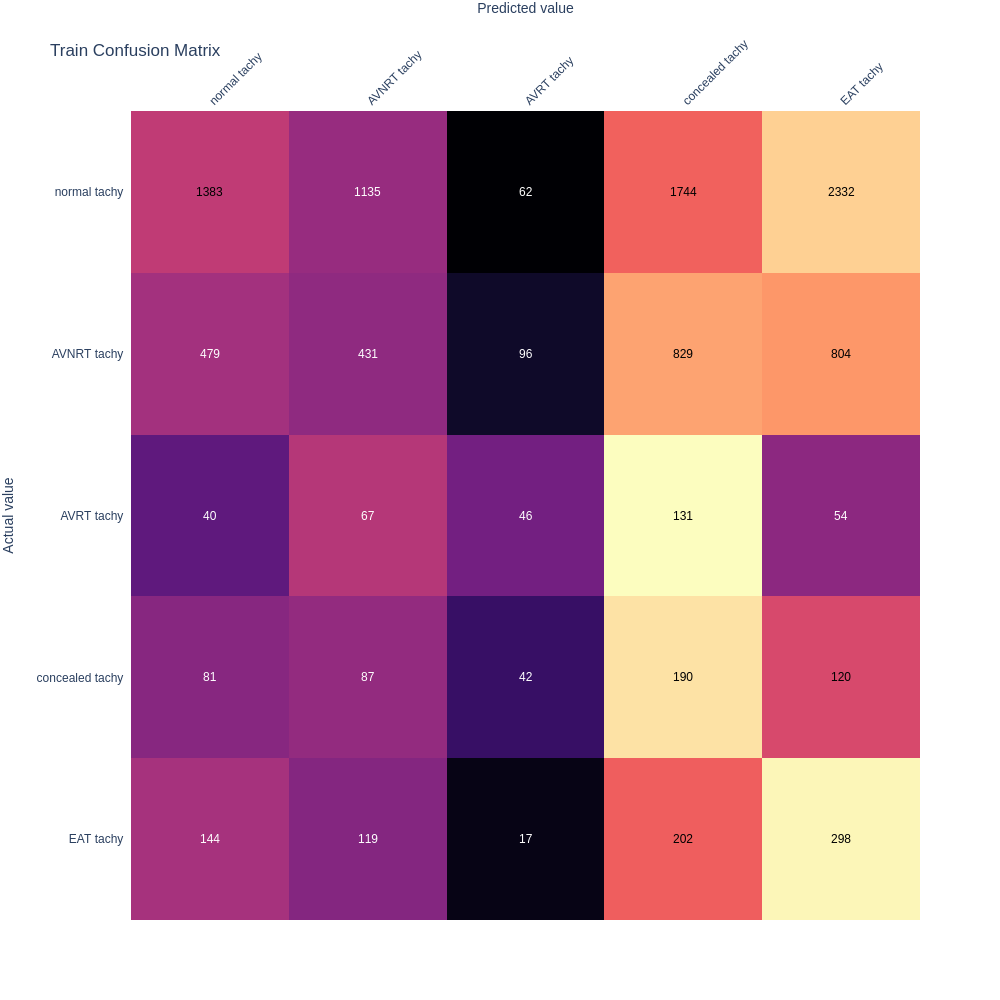 Predicted value
Train Confusion Matrix
normal tachy
AVNRT tachy
AVRT tachy
concealed tachy
EAT tachy
normal tachy 1383 1135 62 1744 2332
AVNRT tachy 479 431 96 829 804
AVRT tachy 40 67 46 131 54
concealed tachy 81 87 42 190 120
EAT tachy 144 119 17 202 298
Actual value